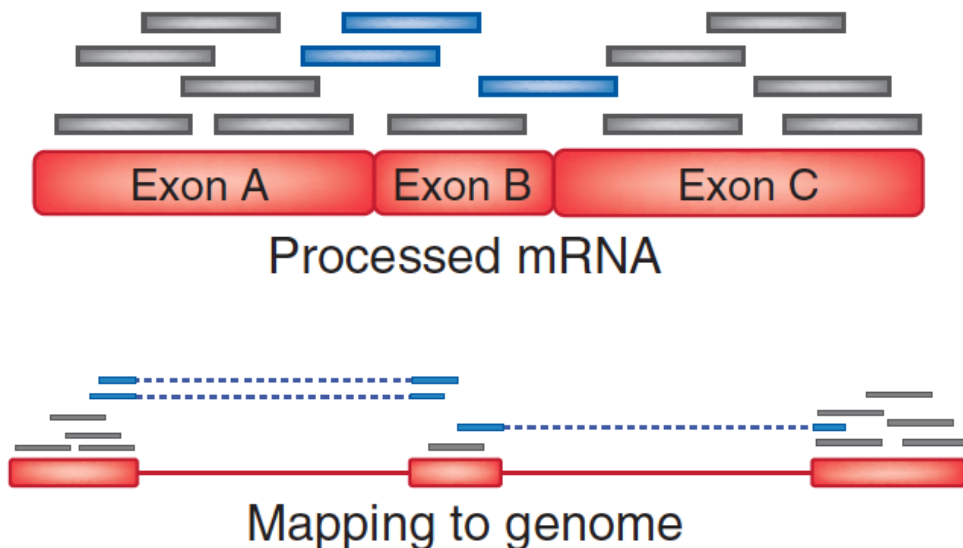 Exon A
Exon B
Exon C
Processed mRNA
Mapping to genome